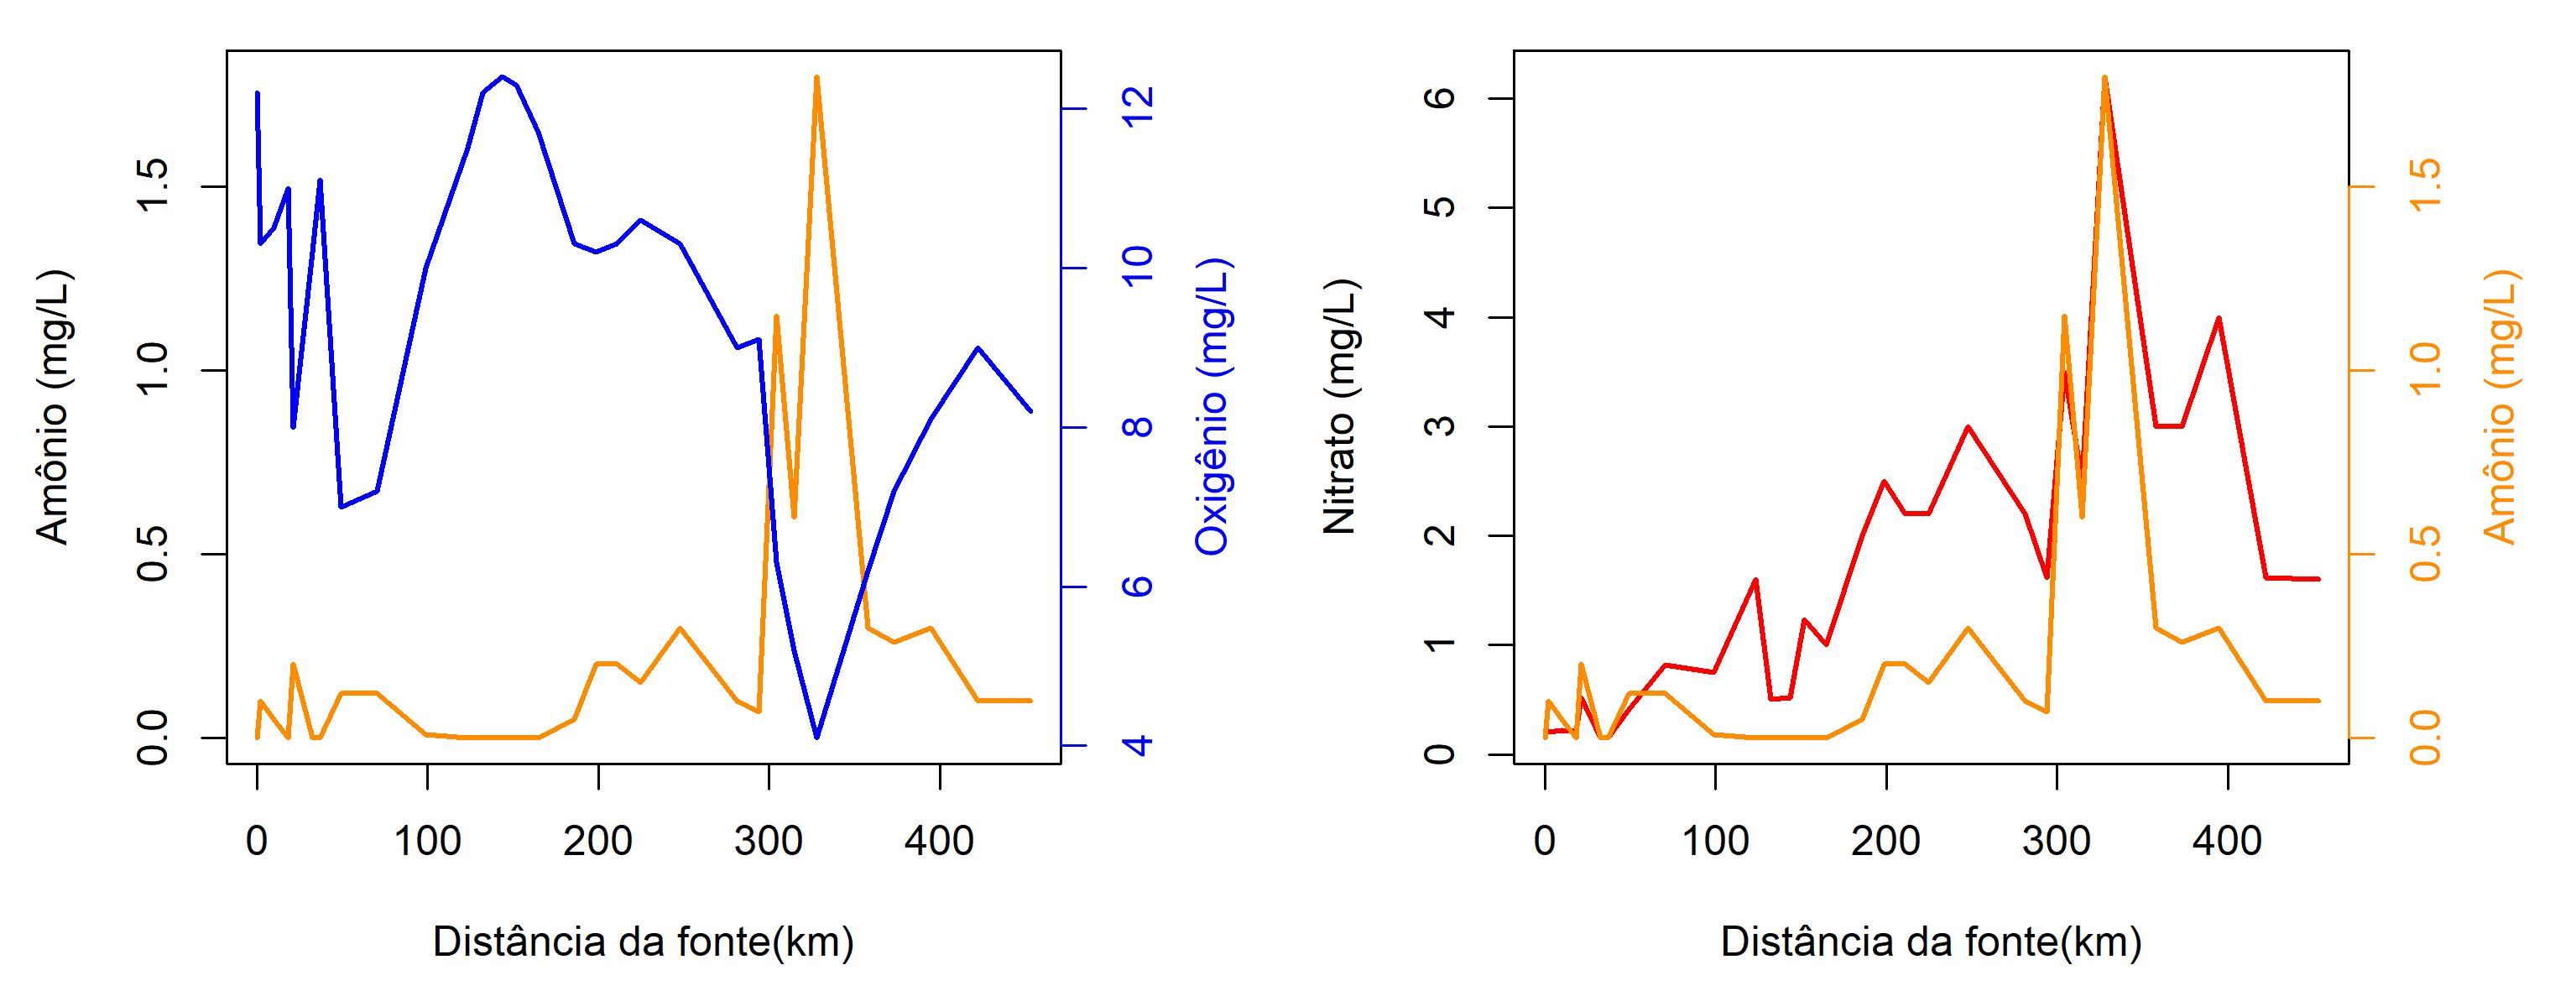 Amônio (mg/L)
0.0 0.5 1.0 1.5
4 6 8 10 12
Oxigênio (mg/L)
0 100 200 300 400
Distância da fonte(km)
Nitrato (mg/L)
0 1 2 3 4 5 6
0.0 0.5 1.0 1.5
Amônio (mg/L)
0 100 200 300 400
Distância da fonte(km)